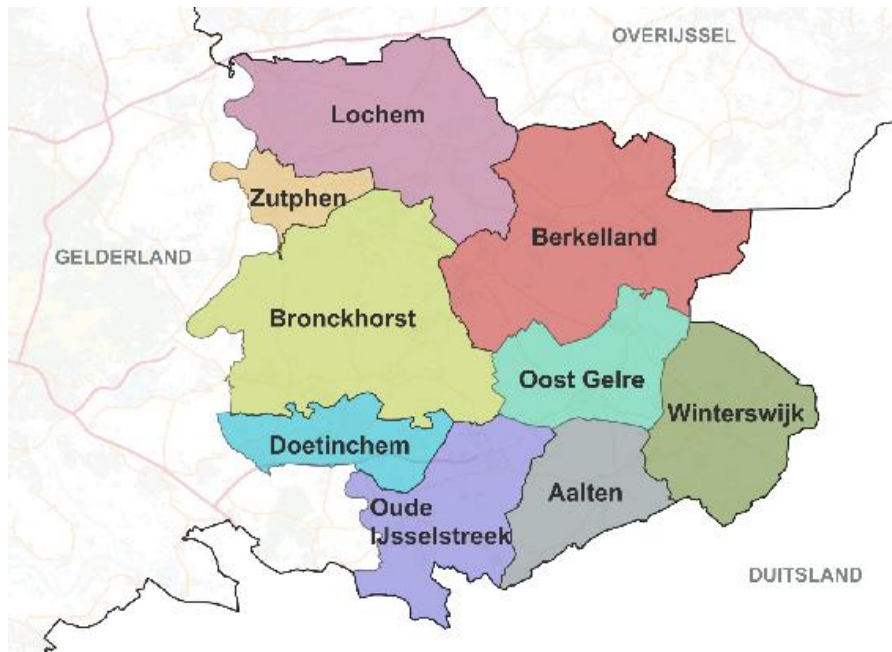 OVERIJSSEL
Lochem
Zutphen
Berkelland
GELDERLAND
Bronckhorst
Oost Gelre
Winterswijk
Doetinchem
Aalten
Oude
IJsselstreek
DUITSLAND